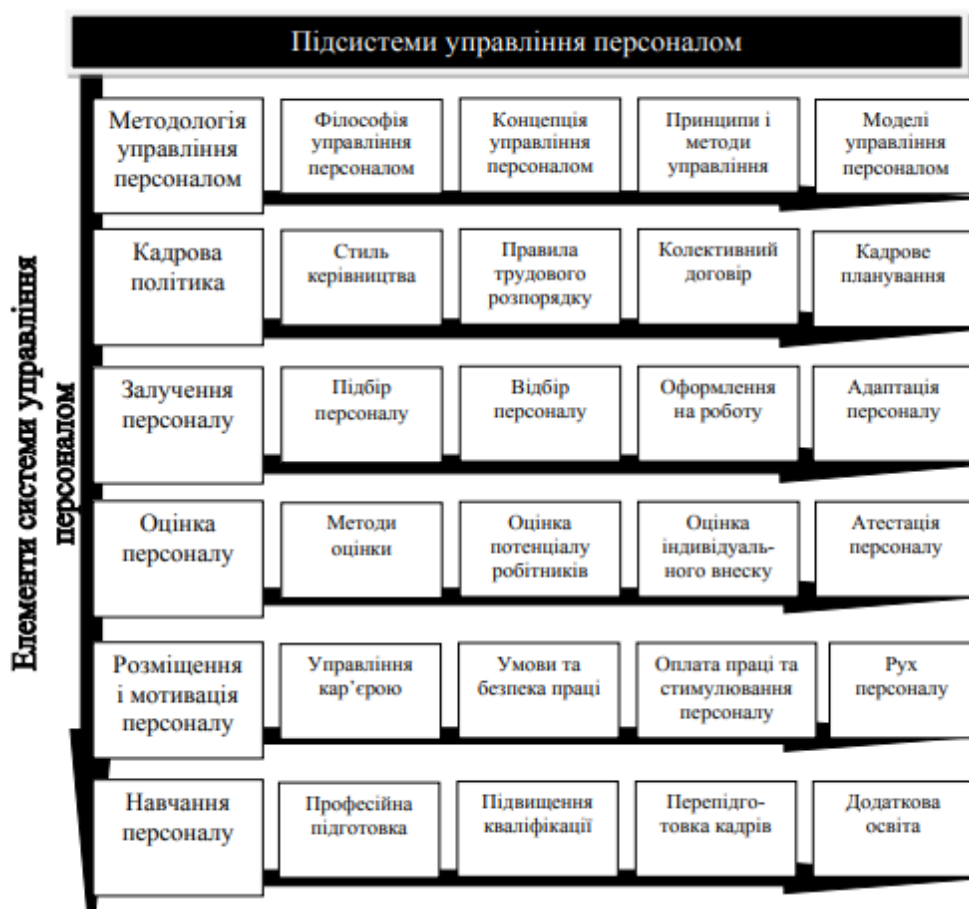 Підсистеми управління персоналом
Елементи системи управління
персоналом
Методологія
управління
персоналом
Філософія
управління
персоналом
Концепція
управління
персоналом
Принципи і
методи
управління
Моделі
управління
персоналом
Кадрова
політика
Стиль
керівництва
Правила
трудового
розпорядку
Колективний
договір
Кадрове
планування
Залучення
персоналу
Підбір
персоналу
Відбір
персоналу
Оформлення
на роботу
Адаптація
персоналу
Оцінка
персоналу
Методи
оцінки
Оцінка
потенціалу
робітників
Оцінка
індивідуаль-
ного внеску
Атестація
персоналу
Розміщення
і мотивація
персоналу
Управління
кар’єрою
Умови та
безпека праці
Оплата праці та
стимулювання
персоналу
Рух
персоналу
Навчання
персоналу
Професійна
підготовка
Підвищення
кваліфікації
Перепідго-
товка кадрів
Додаткова
освіта